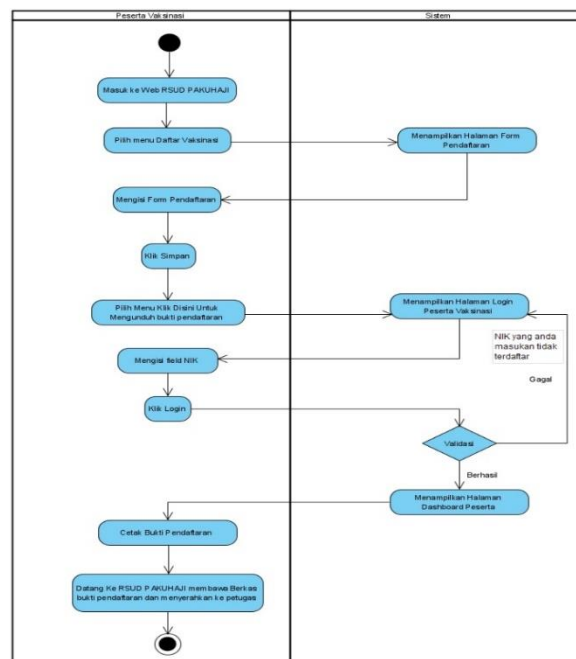 Peserta Vaksinasi
Sistem
Masuk ke Web RSUD PAKUHAJI
Pilih menu Daftar Vaksinasi
Menampilkan Halaman Form
Pendaftaran
Mengisi Form Pendaftaran
Klik Simpan
Pilih Menu Klik Disini Untuk
Mengunduh bukti pendaftaran
Menampilkan Halaman Login
Peserta Vaksinasi
NIK yang anda
masukan tidak
terdaftar
Mengisi field NIK
Gagal
Klik Login
Validasi
Berhasil
Menampilkan Halaman
Dashboard Peserta
Cetak Bukti Pendaftaran
Datang Ke RSUD PAKUHAJI membawa Berkas
bukti pendaftaran dan menyerahkan ke petugas